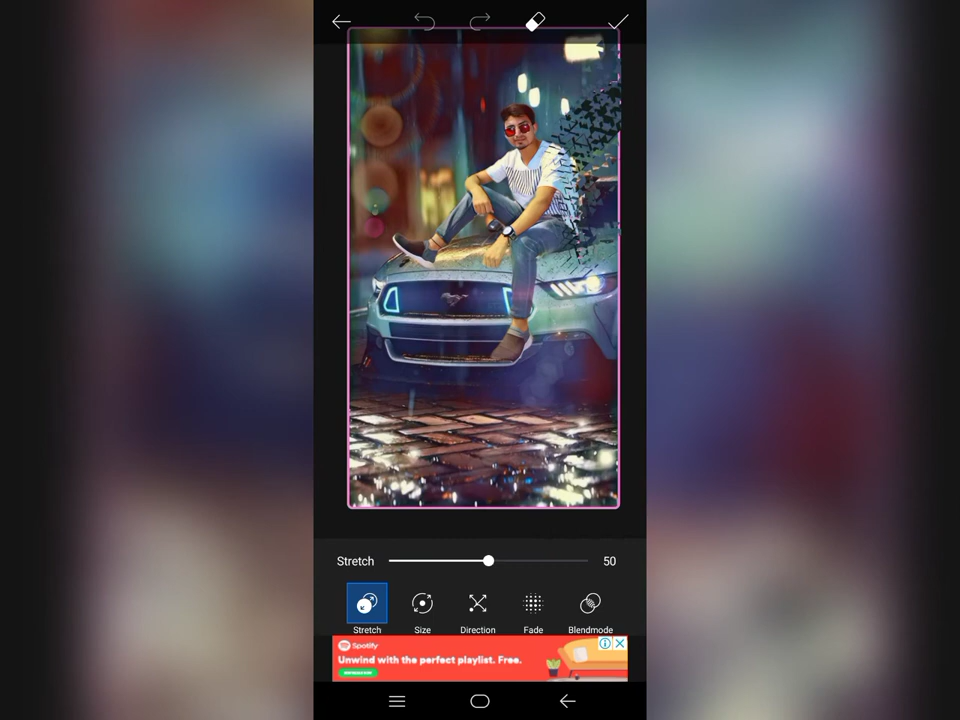 Stretch 50
Stretch Size Direction Fade Blendmode
Spotify
Unwind with the perfect playlist. Free.